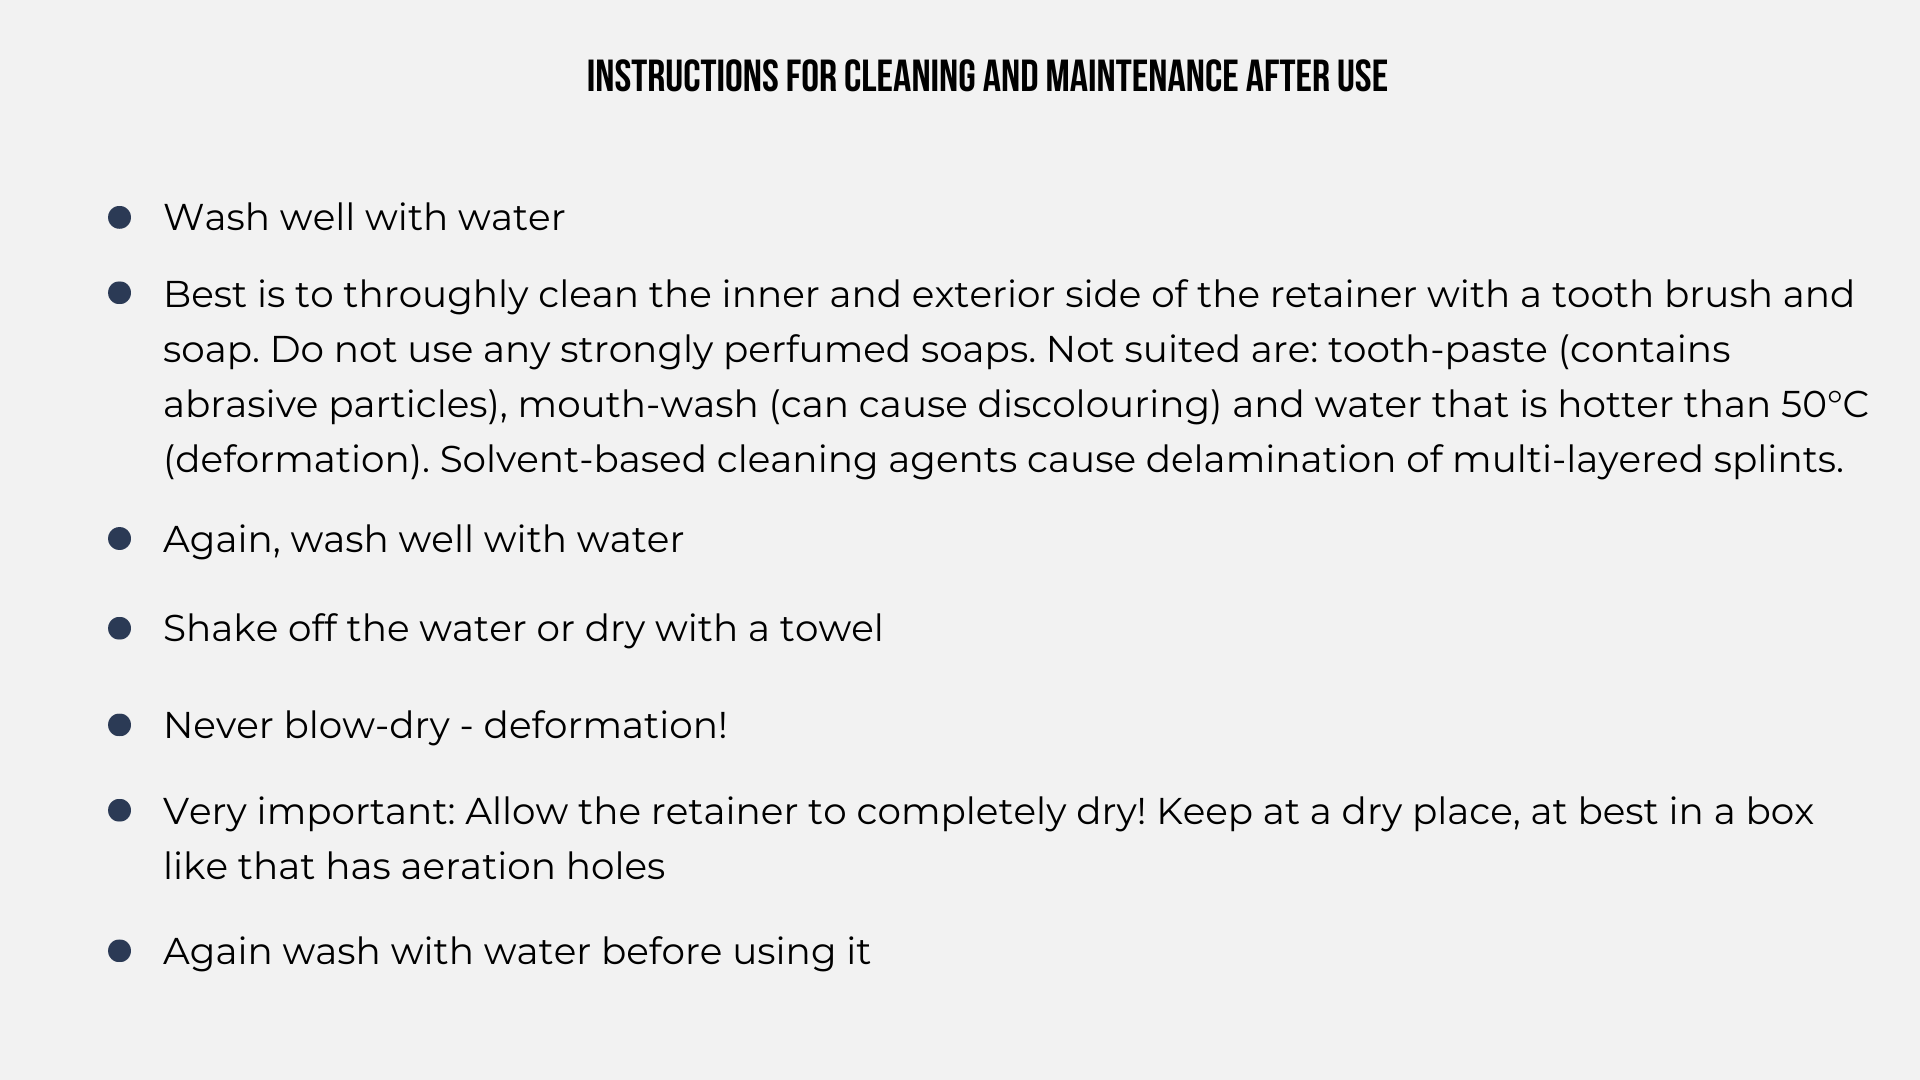 INSTRUCTIONS FOR CLEANING AND MAINTENANCE AFTER USE
Wash well with water
Best is to throughly clean the inner and exterior side of the retainer with a tooth brush and
soap. Do not use any strongly perfumed soaps. Not suited are: tooth-paste (contains
abrasive particles), mouth-wash (can cause discolouring) and water that is hotter than 50°C
(deformation). Solvent-based cleaning agents cause delamination of multi-layered splints.
Again, wash well with water
Shake off the water or dry with a towel
Never blow-dry - deformation!
Very important: Allow the retainer to completely dry! Keep at a dry place, at best in a box
like that has aeration holes
Again wash with water before using it